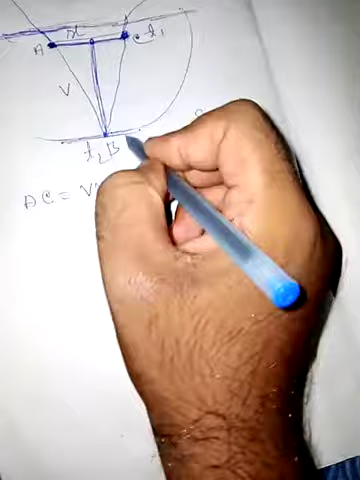 A x C t₁
V
t₂ B
AC = V